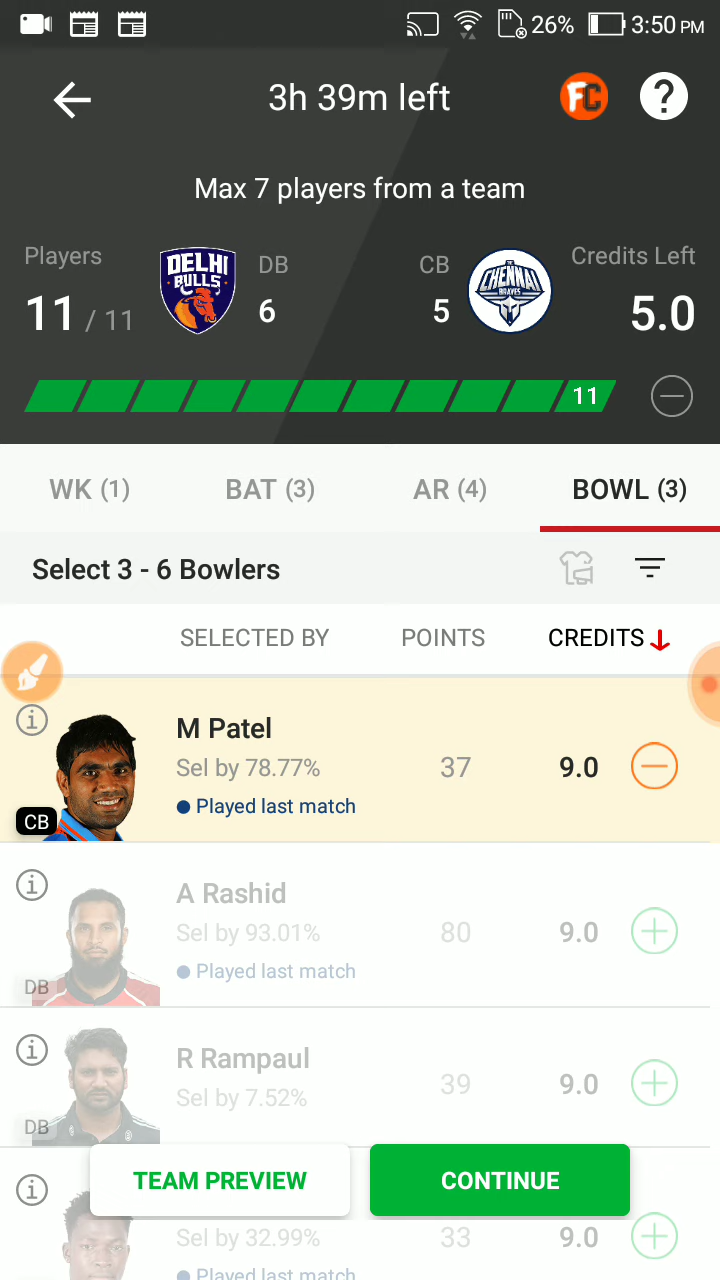 26% 3:50 PM
3h 39m left
FC
?
Max 7 players from a team
Players
DELHI
BULLS
DB
CB
CHENNAI
BRAVES
Credits Left
11 / 11
6
5
5.0
11
WK (1)
BAT (3)
AR (4)
BOWL (3)
Select 3 - 6 Bowlers
SELECTED BY
POINTS
CREDITS
M Patel
Sel by 78.77%
37
9.0
Played last match
CB
A Rashid
Sel by 93.01%
80
9.0
Played last match
DB
R Rampaul
Sel by 7.52%
39
9.0
DB
TEAM PREVIEW
CONTINUE
Sel by 32.99%
33
9.0
Played last match